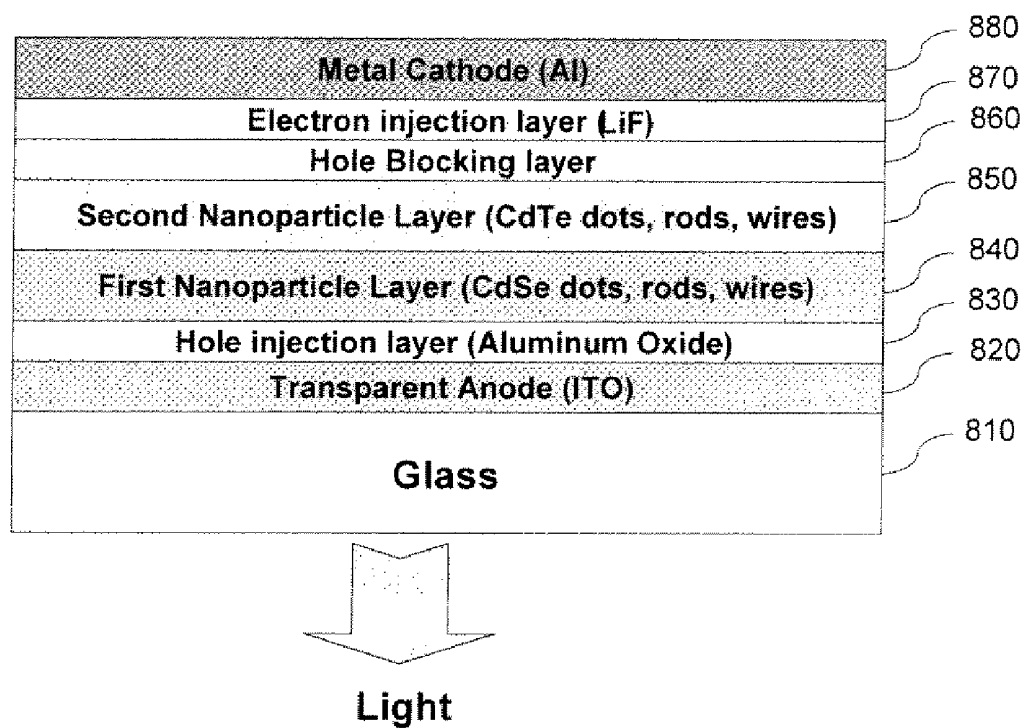 880
Metal Cathode (Al)
870
Electron injection layer (LiF)
860
Hole Blocking layer
850
Second Nanoparticle Layer (CdTe dots, rods, wires)
840
First Nanoparticle Layer (CdSe dots, rods, wires)
830
Hole injection layer (Aluminum Oxide)
820
Transparent Anode (ITO)
810
Glass
Light